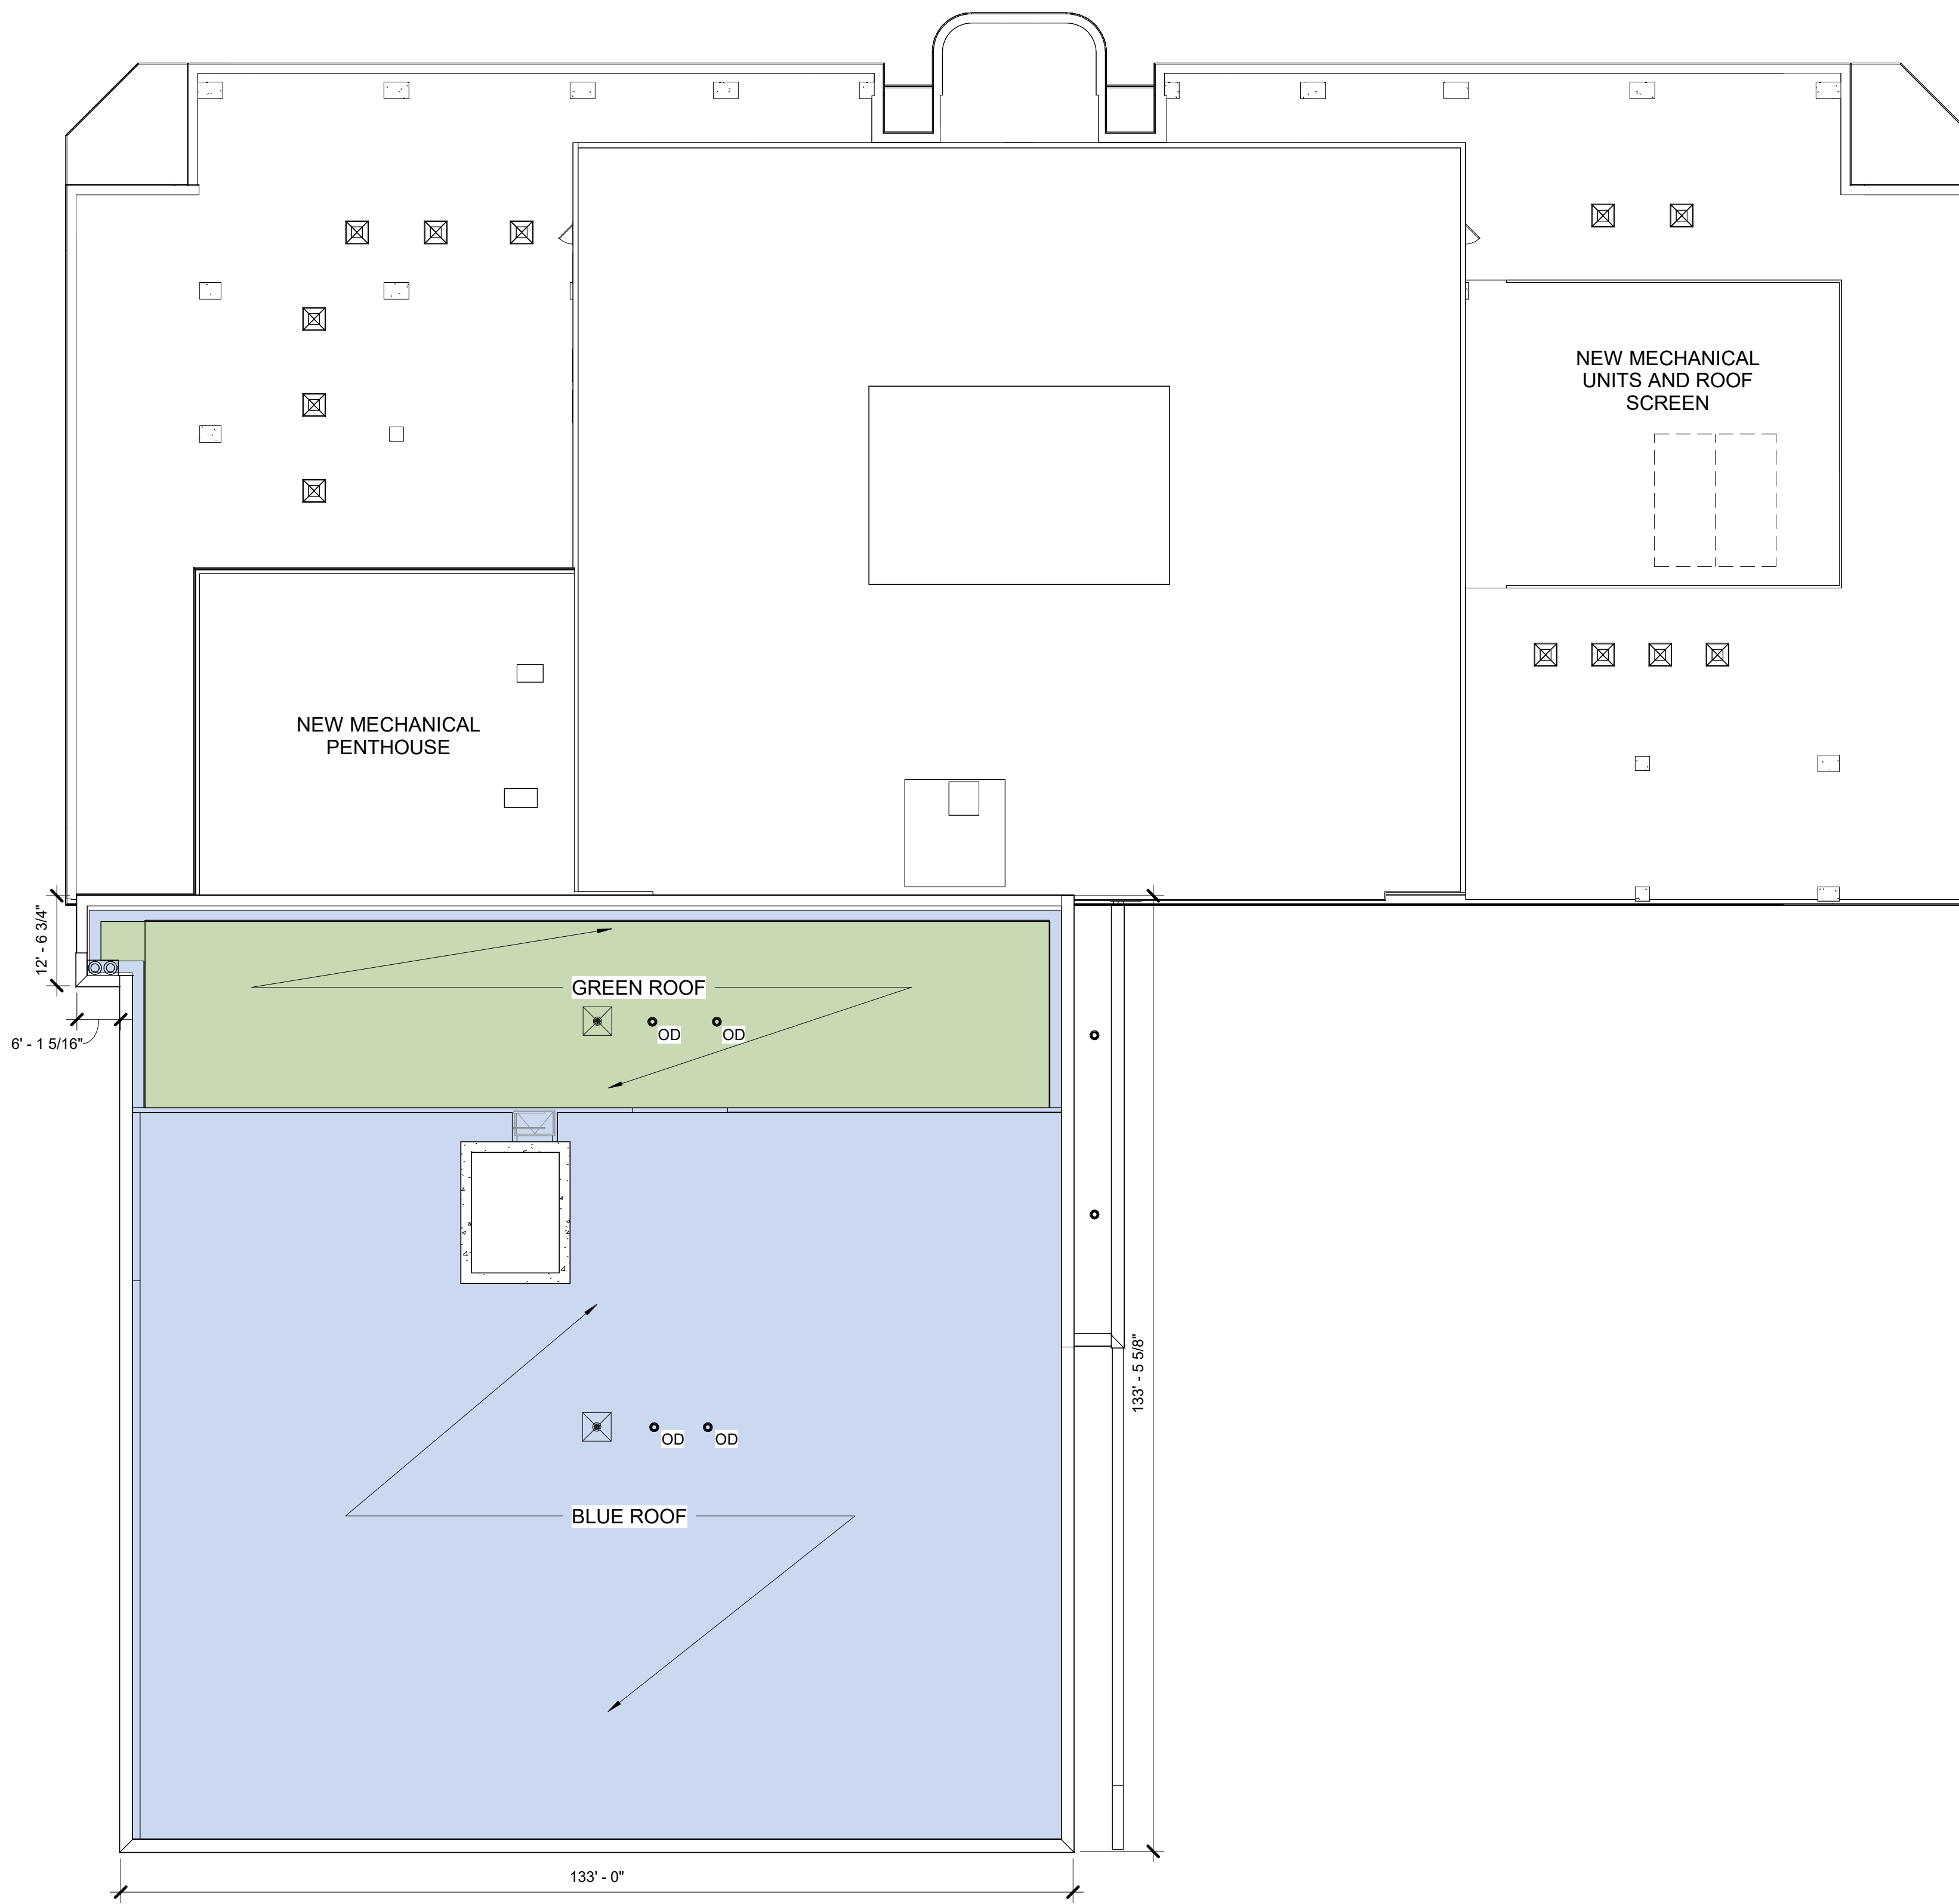 NEW MECHANICAL
UNITS AND ROOF
SCREEN
NEW MECHANICAL
PENTHOUSE
12' - 6 3/4"
6' - 1 5/16"
GREEN ROOF
OD
OD
133' - 5 5/8"
OD
OD
BLUE ROOF
133' - 0"